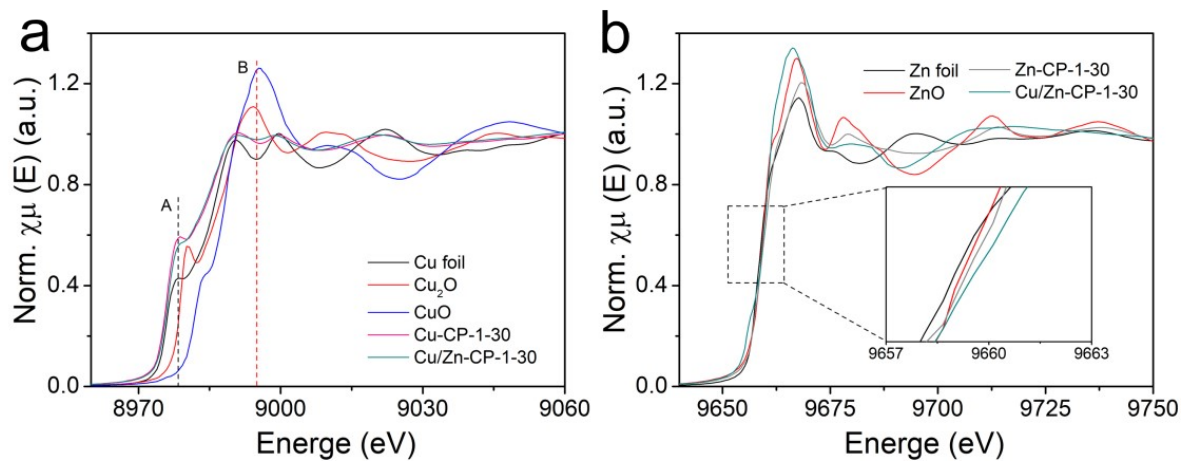 a
b
Norm. χμ (E) (a.u.)
1.2
0.8
0.4
0.0
A
B
Cu foil
Cu₂O
CuO
Cu-CP-1-30
Cu/Zn-CP-1-30
8970 9000 9030 9060
Energe (eV)
Norm. χμ (E) (a.u.)
1.2
0.8
0.4
0.0
Zn foil Zn-CP-1-30
ZnO Cu/Zn-CP-1-30
9657 9660 9663
9650 9675 9700 9725 9750
Energe (eV)